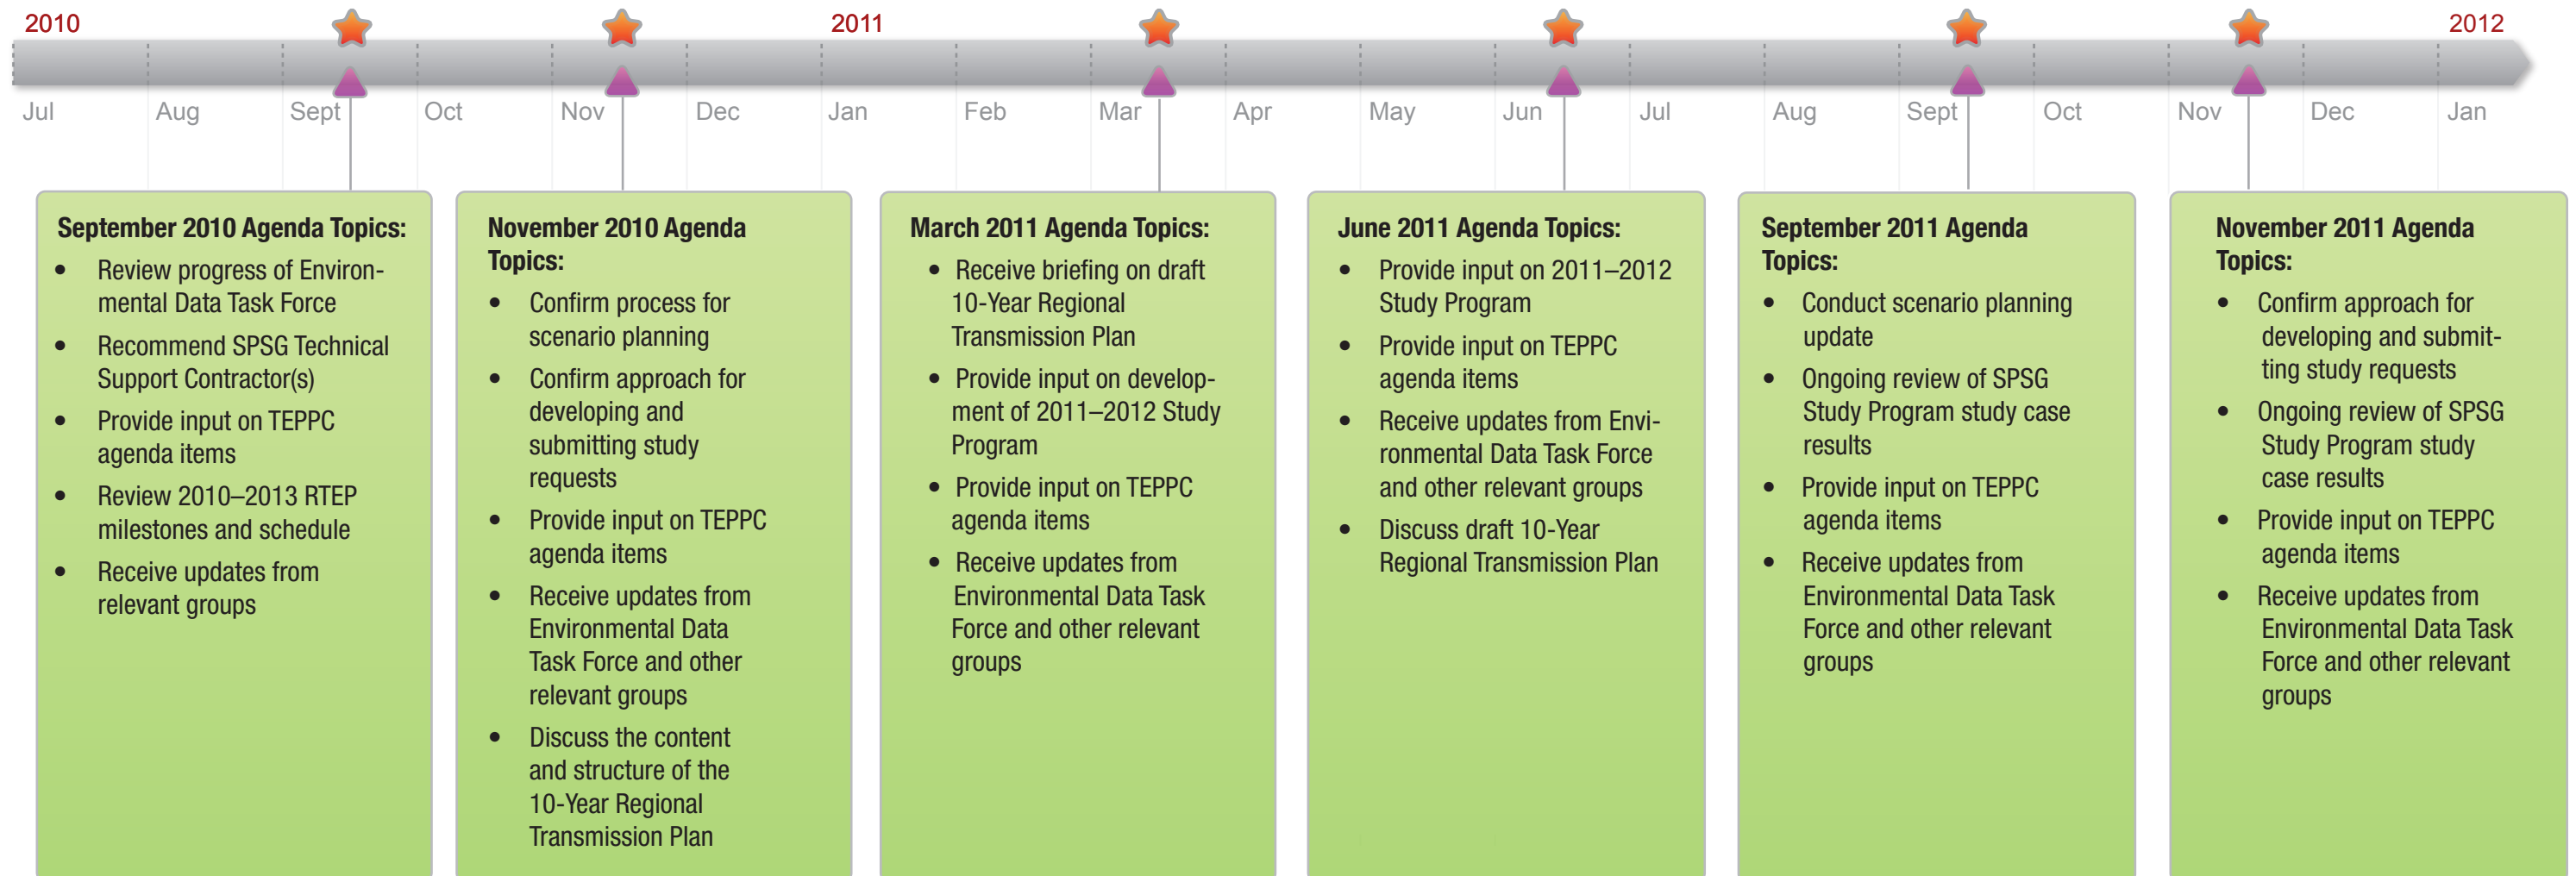 2010
2011
2012
Jul
Aug
Sept
Oct
Nov
Dec
Jan
Feb
Mar
Apr
May
Jun
Jul
Aug
Sept
Oct
Nov
Dec
Jan
September 2010 Agenda Topics:
• Review progress of Environ-
mental Data Task Force
• Recommend SPSG Technical
Support Contractor(s)
• Provide input on TEPPC
agenda items
• Review 2010–2013 RTEP
milestones and schedule
• Receive updates from
relevant groups
November 2010 Agenda
Topics:
• Confirm process for
scenario planning
• Confirm approach for
developing and
submitting study
requests
• Provide input on TEPPC
agenda items
• Receive updates from
Environmental Data
Task Force and other
relevant groups
• Discuss the content
and structure of the
10-Year Regional
Transmission Plan
March 2011 Agenda Topics:
• Receive briefing on draft
10-Year Regional
Transmission Plan
• Provide input on develop-
ment of 2011–2012 Study
Program
• Provide input on TEPPC
agenda items
• Receive updates from
Environmental Data Task
Force and other relevant
groups
June 2011 Agenda Topics:
• Provide input on 2011–2012
Study Program
• Provide input on TEPPC
agenda items
• Receive updates from Envi-
ronmental Data Task Force
and other relevant groups
• Discuss draft 10-Year
Regional Transmission Plan
September 2011 Agenda
Topics:
• Conduct scenario planning
update
• Ongoing review of SPSG
Study Program study case
results
• Provide input on TEPPC
agenda items
• Receive updates from
Environmental Data Task
Force and other relevant
groups
November 2011 Agenda
Topics:
• Confirm approach for
developing and submit-
ting study requests
• Ongoing review of SPSG
Study Program study
case results
• Provide input on TEPPC
agenda items
• Receive updates from
Environmental Data Task
Force and other relevant
groups